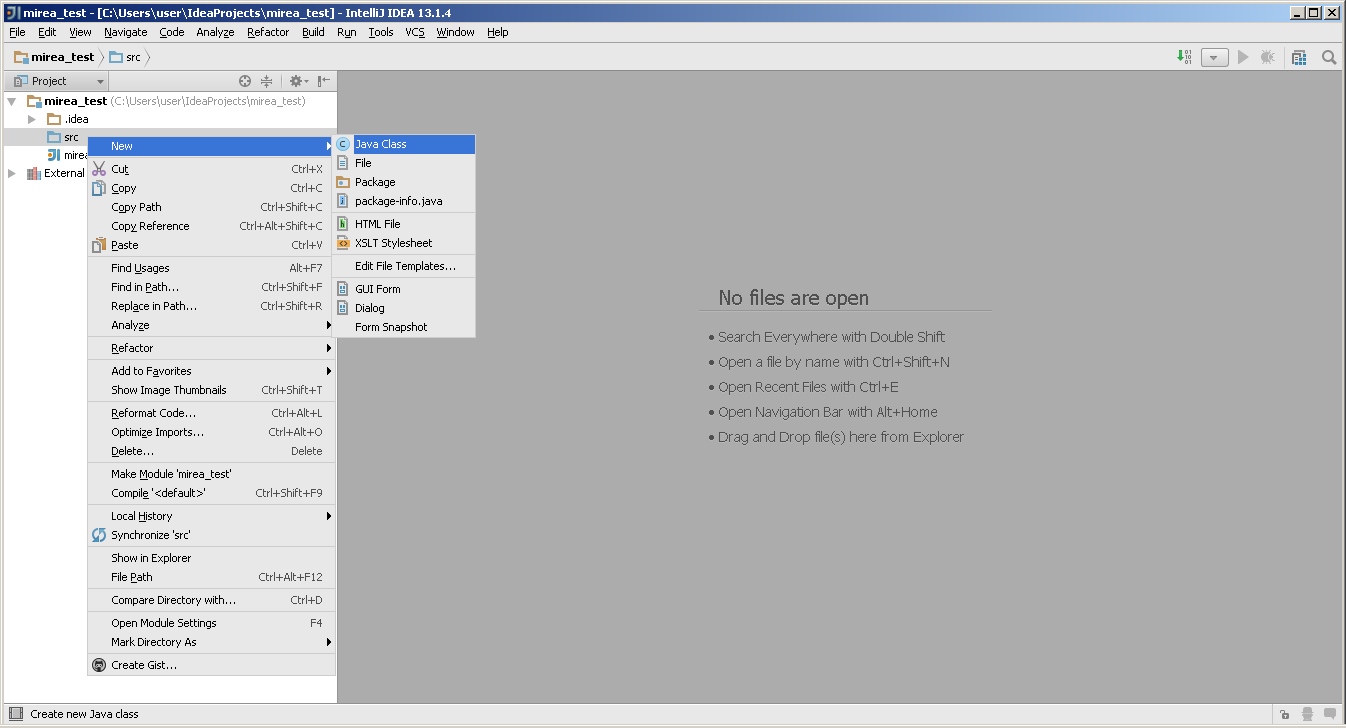 mirea_test - [C:\Users\user\IdeaProjects\mirea_test] - IntelliJ IDEA 13.1.4
File Edit View Navigate Code Analyze Refactor Build Run Tools VCS Window Help
mirea_test src
Project
mirea_test (C:\Users\user\IdeaProjects\mirea_test)
.idea
src
mirea
External
New
Cut Ctrl+X
Copy Ctrl+C
Copy Path Ctrl+Shift+C
Copy Reference Ctrl+Alt+Shift+C
Paste Ctrl+V
Find Usages Alt+F7
Find in Path... Ctrl+Shift+F
Replace in Path... Ctrl+Shift+R
Analyze
Refactor
Add to Favorites
Show Image Thumbnails Ctrl+Shift+T
Reformat Code... Ctrl+Alt+L
Optimize Imports... Ctrl+Alt+O
Delete... Delete
Make Module 'mirea_test'
Compile '<default>' Ctrl+Shift+F9
Local History
Synchronize 'src'
Show in Explorer
File Path Ctrl+Alt+F12
Compare Directory with... Ctrl+D
Open Module Settings F4
Mark Directory As
Create Gist...
Java Class
File
Package
package-info.java
HTML File
XSLT Stylesheet
Edit File Templates...
GUI Form
Dialog
Form Snapshot
No files are open
• Search Everywhere with Double Shift
• Open a file by name with Ctrl+Shift+N
• Open Recent Files with Ctrl+E
• Open Navigation Bar with Alt+Home
• Drag and Drop file(s) here from Explorer
Create new Java class